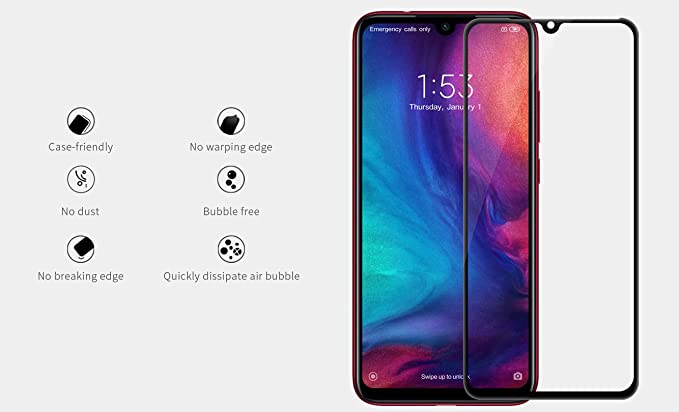 Case-friendly
No warping edge
No dust
Bubble free
No breaking edge
Quickly dissipate air bubble
Emergency calls only
1:53
Thursday, January 1
Swipe up to unlock